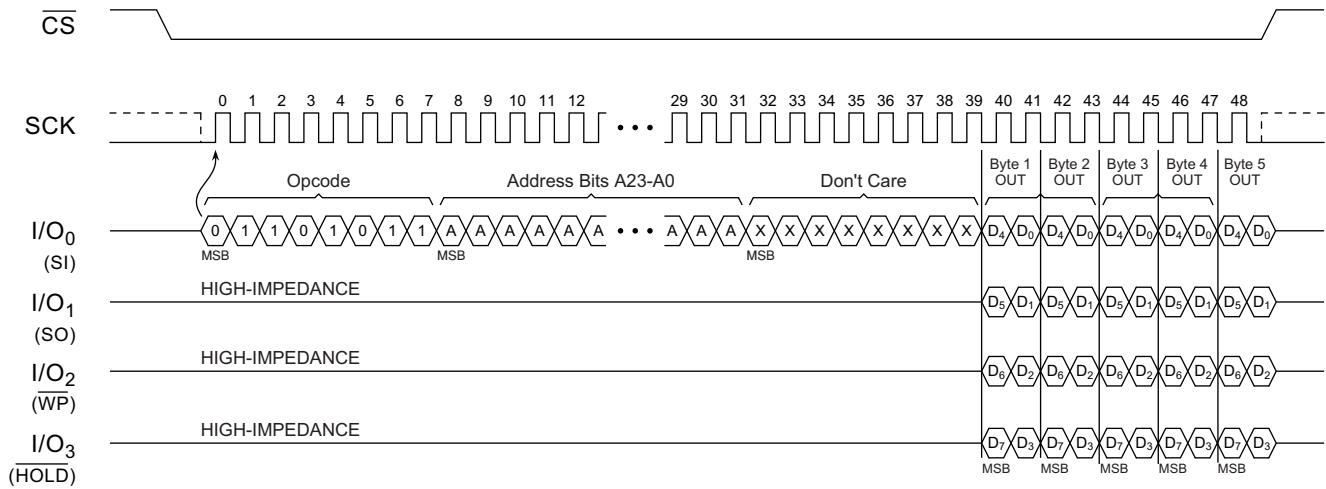 CS
SCK
0 1 2 3 4 5 6 7 8 9 10 11 12 29 30 31 32 33 34 35 36 37 38 39 40 41 42 43 44 45 46 47 48
Opcode Address Bits A23-A0 Don't Care Byte 1 OUT Byte 2 OUT Byte 3 OUT Byte 4 OUT Byte 5 OUT
I/O0 (SI)
0 1 1 0 1 0 1 1 A A A A A A • • • A A A X X X X X X X X D4 D0 D4 D0 D4 D0 D4 D0 D4 D0
MSB MSB MSB
I/O1 (SO)
HIGH-IMPEDANCE
D5 D1 D5 D1 D5 D1 D5 D1 D5 D1
I/O2 (WP)
HIGH-IMPEDANCE
D6 D2 D6 D2 D6 D2 D6 D2 D6 D2
I/O3 (HOLD)
HIGH-IMPEDANCE
D7 D3 D7 D3 D7 D3 D7 D3 D7 D3
MSB MSB MSB MSB MSB